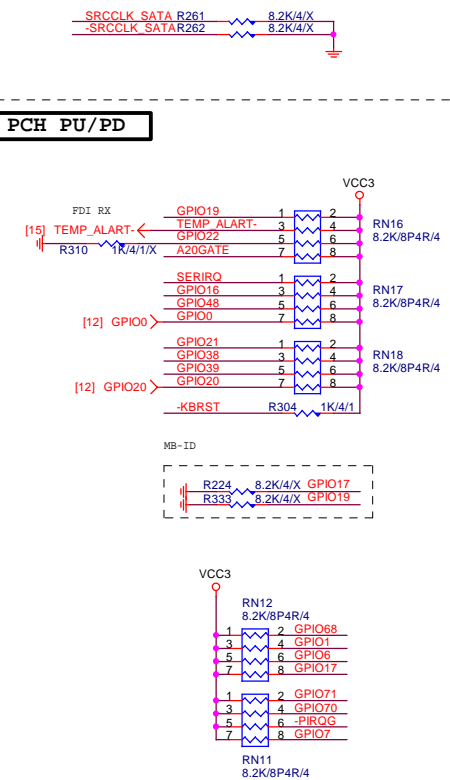 SRCCLK_SATA R261 8.2K/4/X
-SRCCLK_SATA R262 8.2K/4/X
PCH PU/PD
VCC3
FDI RX
GPIO19 1 2
[15] TEMP_ALART- TEMP_ALART- 3 4 RN16
R310 1K/4/1/X GPIO22 5 6 8.2K/8P4R/4
A20GATE 7 8
SERIRQ 1 2
GPIO16 3 4 RN17
GPIO48 5 6 8.2K/8P4R/4
[12] GPIO0 GPIO0 7 8
GPIO21 1 2
GPIO38 3 4 RN18
GPIO39 5 6 8.2K/8P4R/4
[12] GPIO20 GPIO20 7 8
-KBRST R304 1K/4/1
MB-ID
R224 8.2K/4/X GPIO17
R333 8.2K/4/X GPIO19
VCC3
RN12
8.2K/8P4R/4
1 2 GPIO68
3 4 GPIO1
5 6 GPIO6
7 8 GPIO17
1 2 GPIO71
3 4 GPIO70
5 6 -PIRQG
7 8 GPIO7
RN11
8.2K/8P4R/4